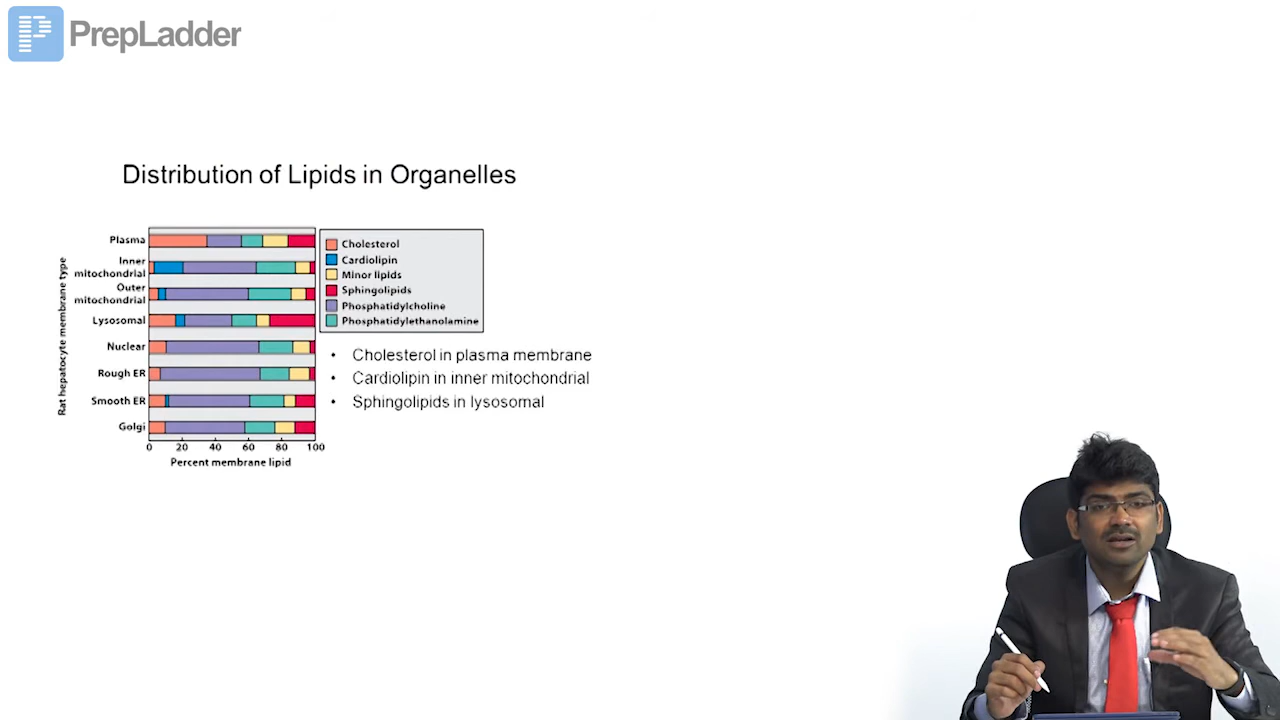 PrepLadder
Distribution of Lipids in Organelles
Rat hepatocyte membrane type
Plasma
Inner
mitochondrial
Outer
mitochondrial
Lysosomal
Nuclear
Rough ER
Smooth ER
Golgi
0 20 40 60 80 100
Percent membrane lipid
Cholesterol
Cardiolipin
Minor lipids
Sphingolipids
Phosphatidylcholine
Phosphatidylethanolamine
• Cholesterol in plasma membrane
• Cardiolipin in inner mitochondrial
• Sphingolipids in lysosomal